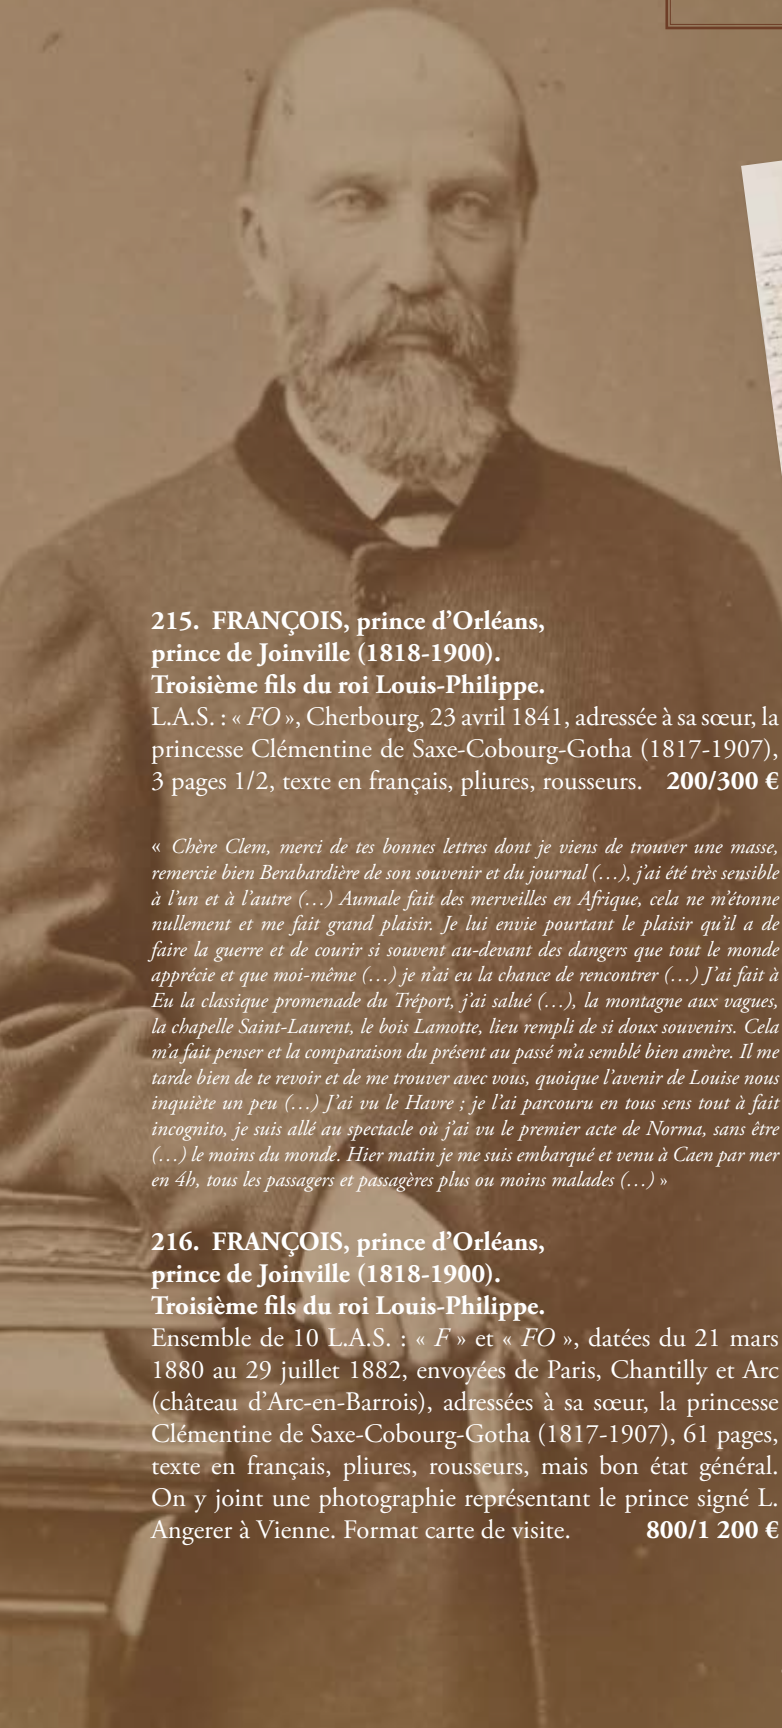 215. FRANÇOIS, prince d’Orléans,
prince de Joinville (1818-1900).
Troisième fils du roi Louis-Philippe.
L.A.S. : « FO », Cherbourg, 23 avril 1841, adressée à sa sœur, la
princesse Clémentine de Saxe-Cobourg-Gotha (1817-1907),
3 pages 1/2, texte en français, pliures, rousseurs. 200/300 €
« Chère Clem, merci de tes bonnes lettres dont je viens de trouver une masse,
remercie bien Berabardière de son souvenir et du journal (…), j’ai été très sensible
à l’un et à l’autre (…) Aumale fait des merveilles en Afrique, cela ne m’étonne
nullement et me fait grand plaisir. Je lui envie pourtant le plaisir qu’il a de
faire la guerre et de courir si souvent au-devant des dangers que tout le monde
apprécie et que moi-même (…) je n’ai eu la chance de rencontrer (…) J’ai fait à
Eu la classique promenade du Tréport, j’ai salué (…), la montagne aux vagues,
la chapelle Saint-Laurent, le bois Lamotte, lieu rempli de si doux souvenirs. Cela
m’a fait penser et la comparaison du présent au passé m’a semblé bien amère. Il me
tarde bien de te revoir et de me trouver avec vous, quoique l’avenir de Louise nous
inquiète un peu (…) J’ai vu le Havre ; je l’ai parcouru en tous sens tout à fait
incognito, je suis allé au spectacle où j’ai vu le premier acte de Norma, sans être
(…) le moins du monde. Hier matin je me suis embarqué et venu à Caen par mer
en 4h, tous les passagers et passagères plus ou moins malades (…) »
216. FRANÇOIS, prince d’Orléans,
prince de Joinville (1818-1900).
Troisième fils du roi Louis-Philippe.
Ensemble de 10 L.A.S. : « F » et « FO », datées du 21 mars
1880 au 29 juillet 1882, envoyées de Paris, Chantilly et Arc
(château d’Arc-en-Barrois), adressées à sa sœur, la princesse
Clémentine de Saxe-Cobourg-Gotha (1817-1907), 61 pages,
texte en français, pliures, rousseurs, mais bon état général.
On y joint une photographie représentant le prince signé L.
Angerer à Vienne. Format carte de visite. 800/1 200 €